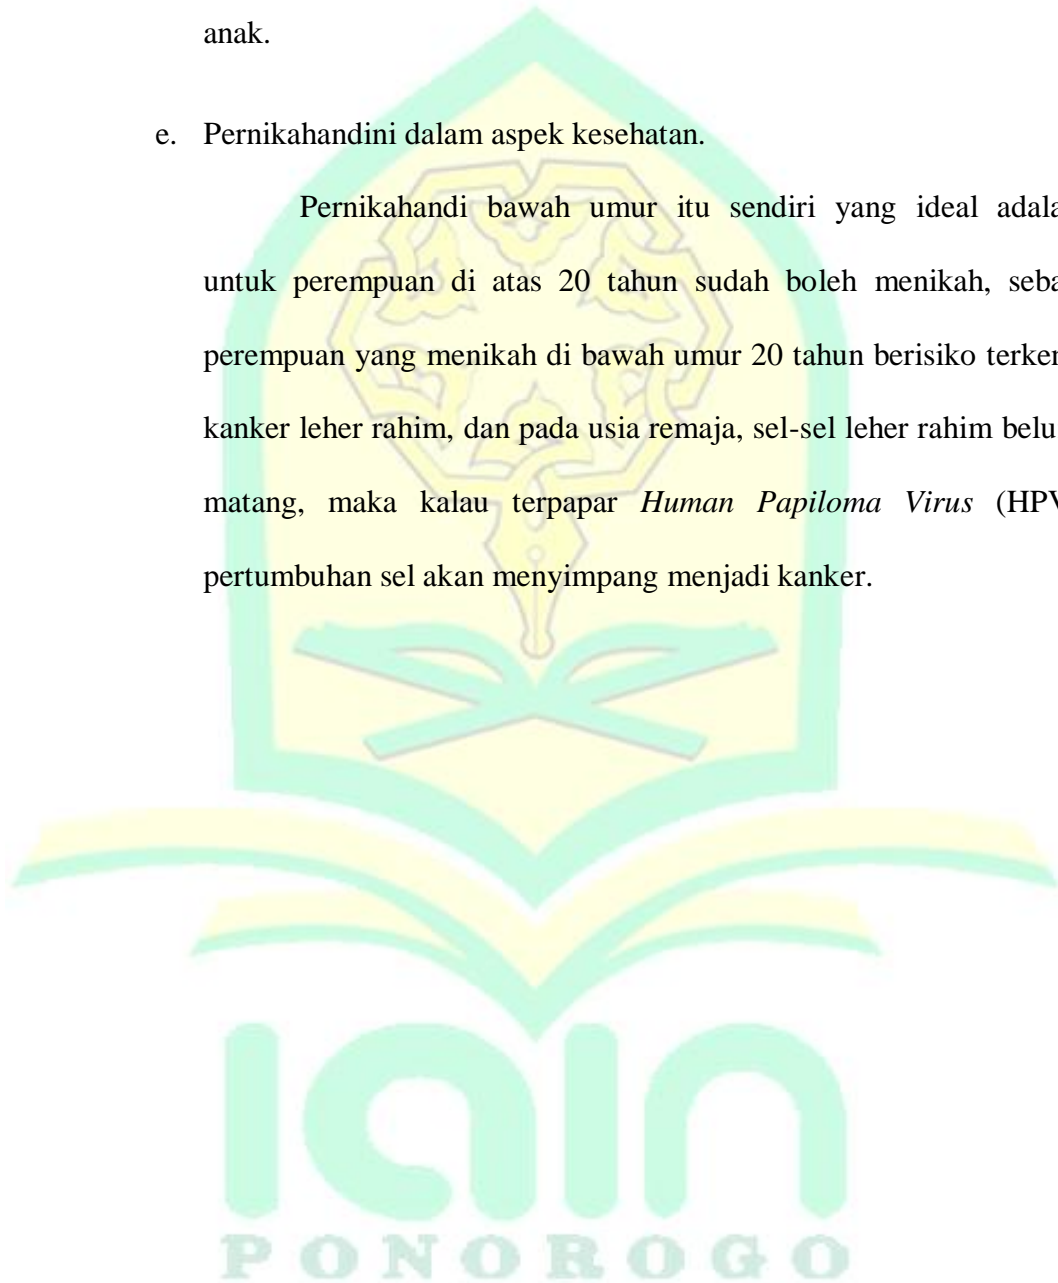 anak.
e. Pernikahandini dalam aspek kesehatan.
Pernikahandi bawah umur itu sendiri yang ideal adala
untuk perempuan di atas 20 tahun sudah boleh menikah, seba
perempuan yang menikah di bawah umur 20 tahun berisiko terken
kanker leher rahim, dan pada usia remaja, sel-sel leher rahim belu
matang, maka kalau terpapar Human Papiloma Virus (HPV
pertumbuhan sel akan menyimpang menjadi kanker.
iain
PONOROGO